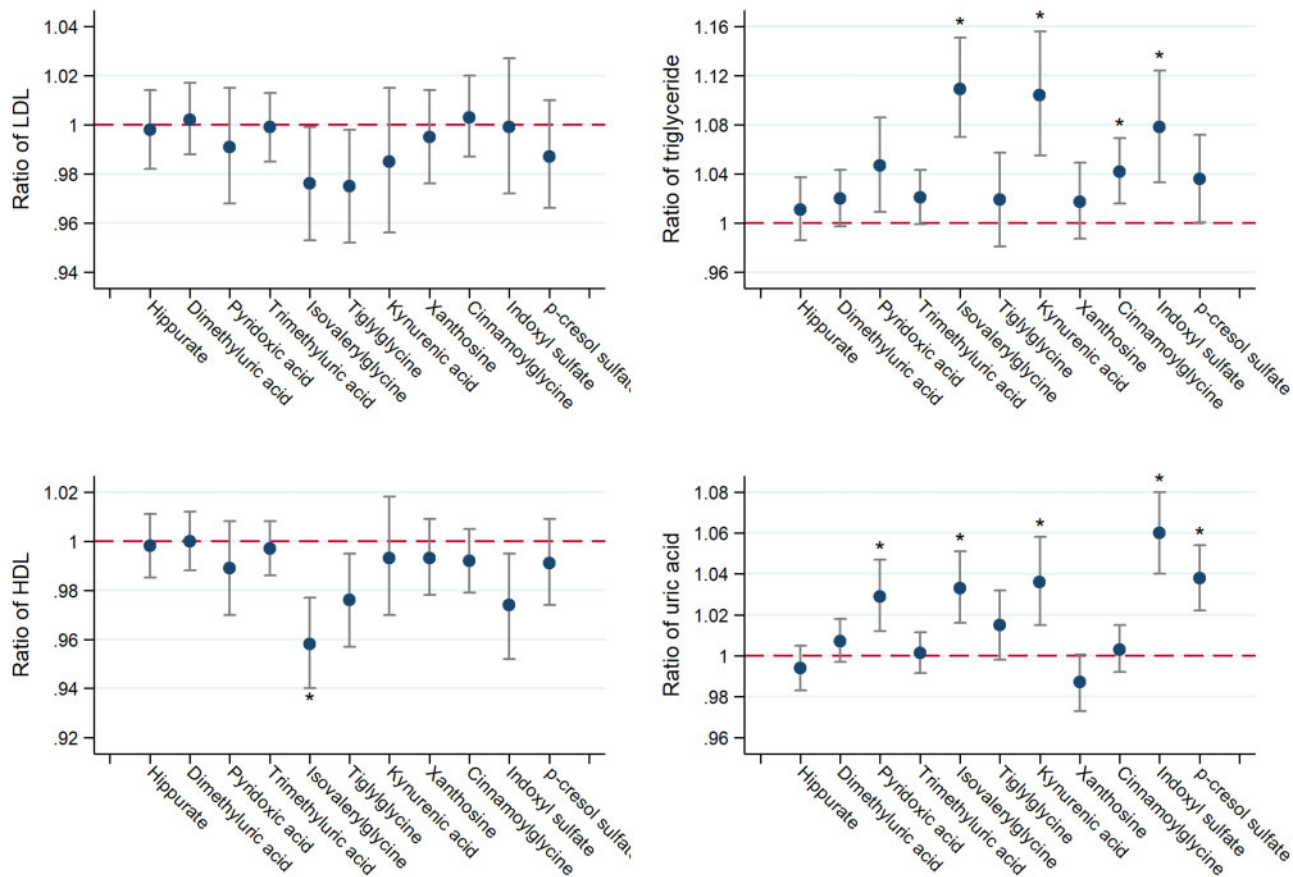 Ratio of LDL
1.04
1.02
1
.98
.96
.94
Hippurate
Dimethyluric acid
Pyridoxic acid
Trimethyluric acid
Isovalerylglycine
Tiglylglycine
Kynurenic acid
Xanthosine
Cinnamoylglycine
Indoxyl sulfate
p-cresol sulfate
Ratio of triglyceride
1.16
1.12
1.08
1.04
1
.96
* * * *
Hippurate
Dimethyluric acid
Pyridoxic acid
Trimethyluric acid
Isovalerylglycine
Tiglylglycine
Kynurenic acid
Xanthosine
Cinnamoylglycine
Indoxyl sulfate
p-cresol sulfate
Ratio of HDL
1.02
1
.98
.96
.94
.92
*
Hippurate
Dimethyluric acid
Pyridoxic acid
Trimethyluric acid
Isovalerylglycine
Tiglylglycine
Kynurenic acid
Xanthosine
Cinnamoylglycine
Indoxyl sulfate
p-cresol sulfate
Ratio of uric acid
1.08
1.06
1.04
1.02
1
.98
.96
* * * * *
Hippurate
Dimethyluric acid
Pyridoxic acid
Trimethyluric acid
Isovalerylglycine
Tiglylglycine
Kynurenic acid
Xanthosine
Cinnamoylglycine
Indoxyl sulfate
p-cresol sulfate